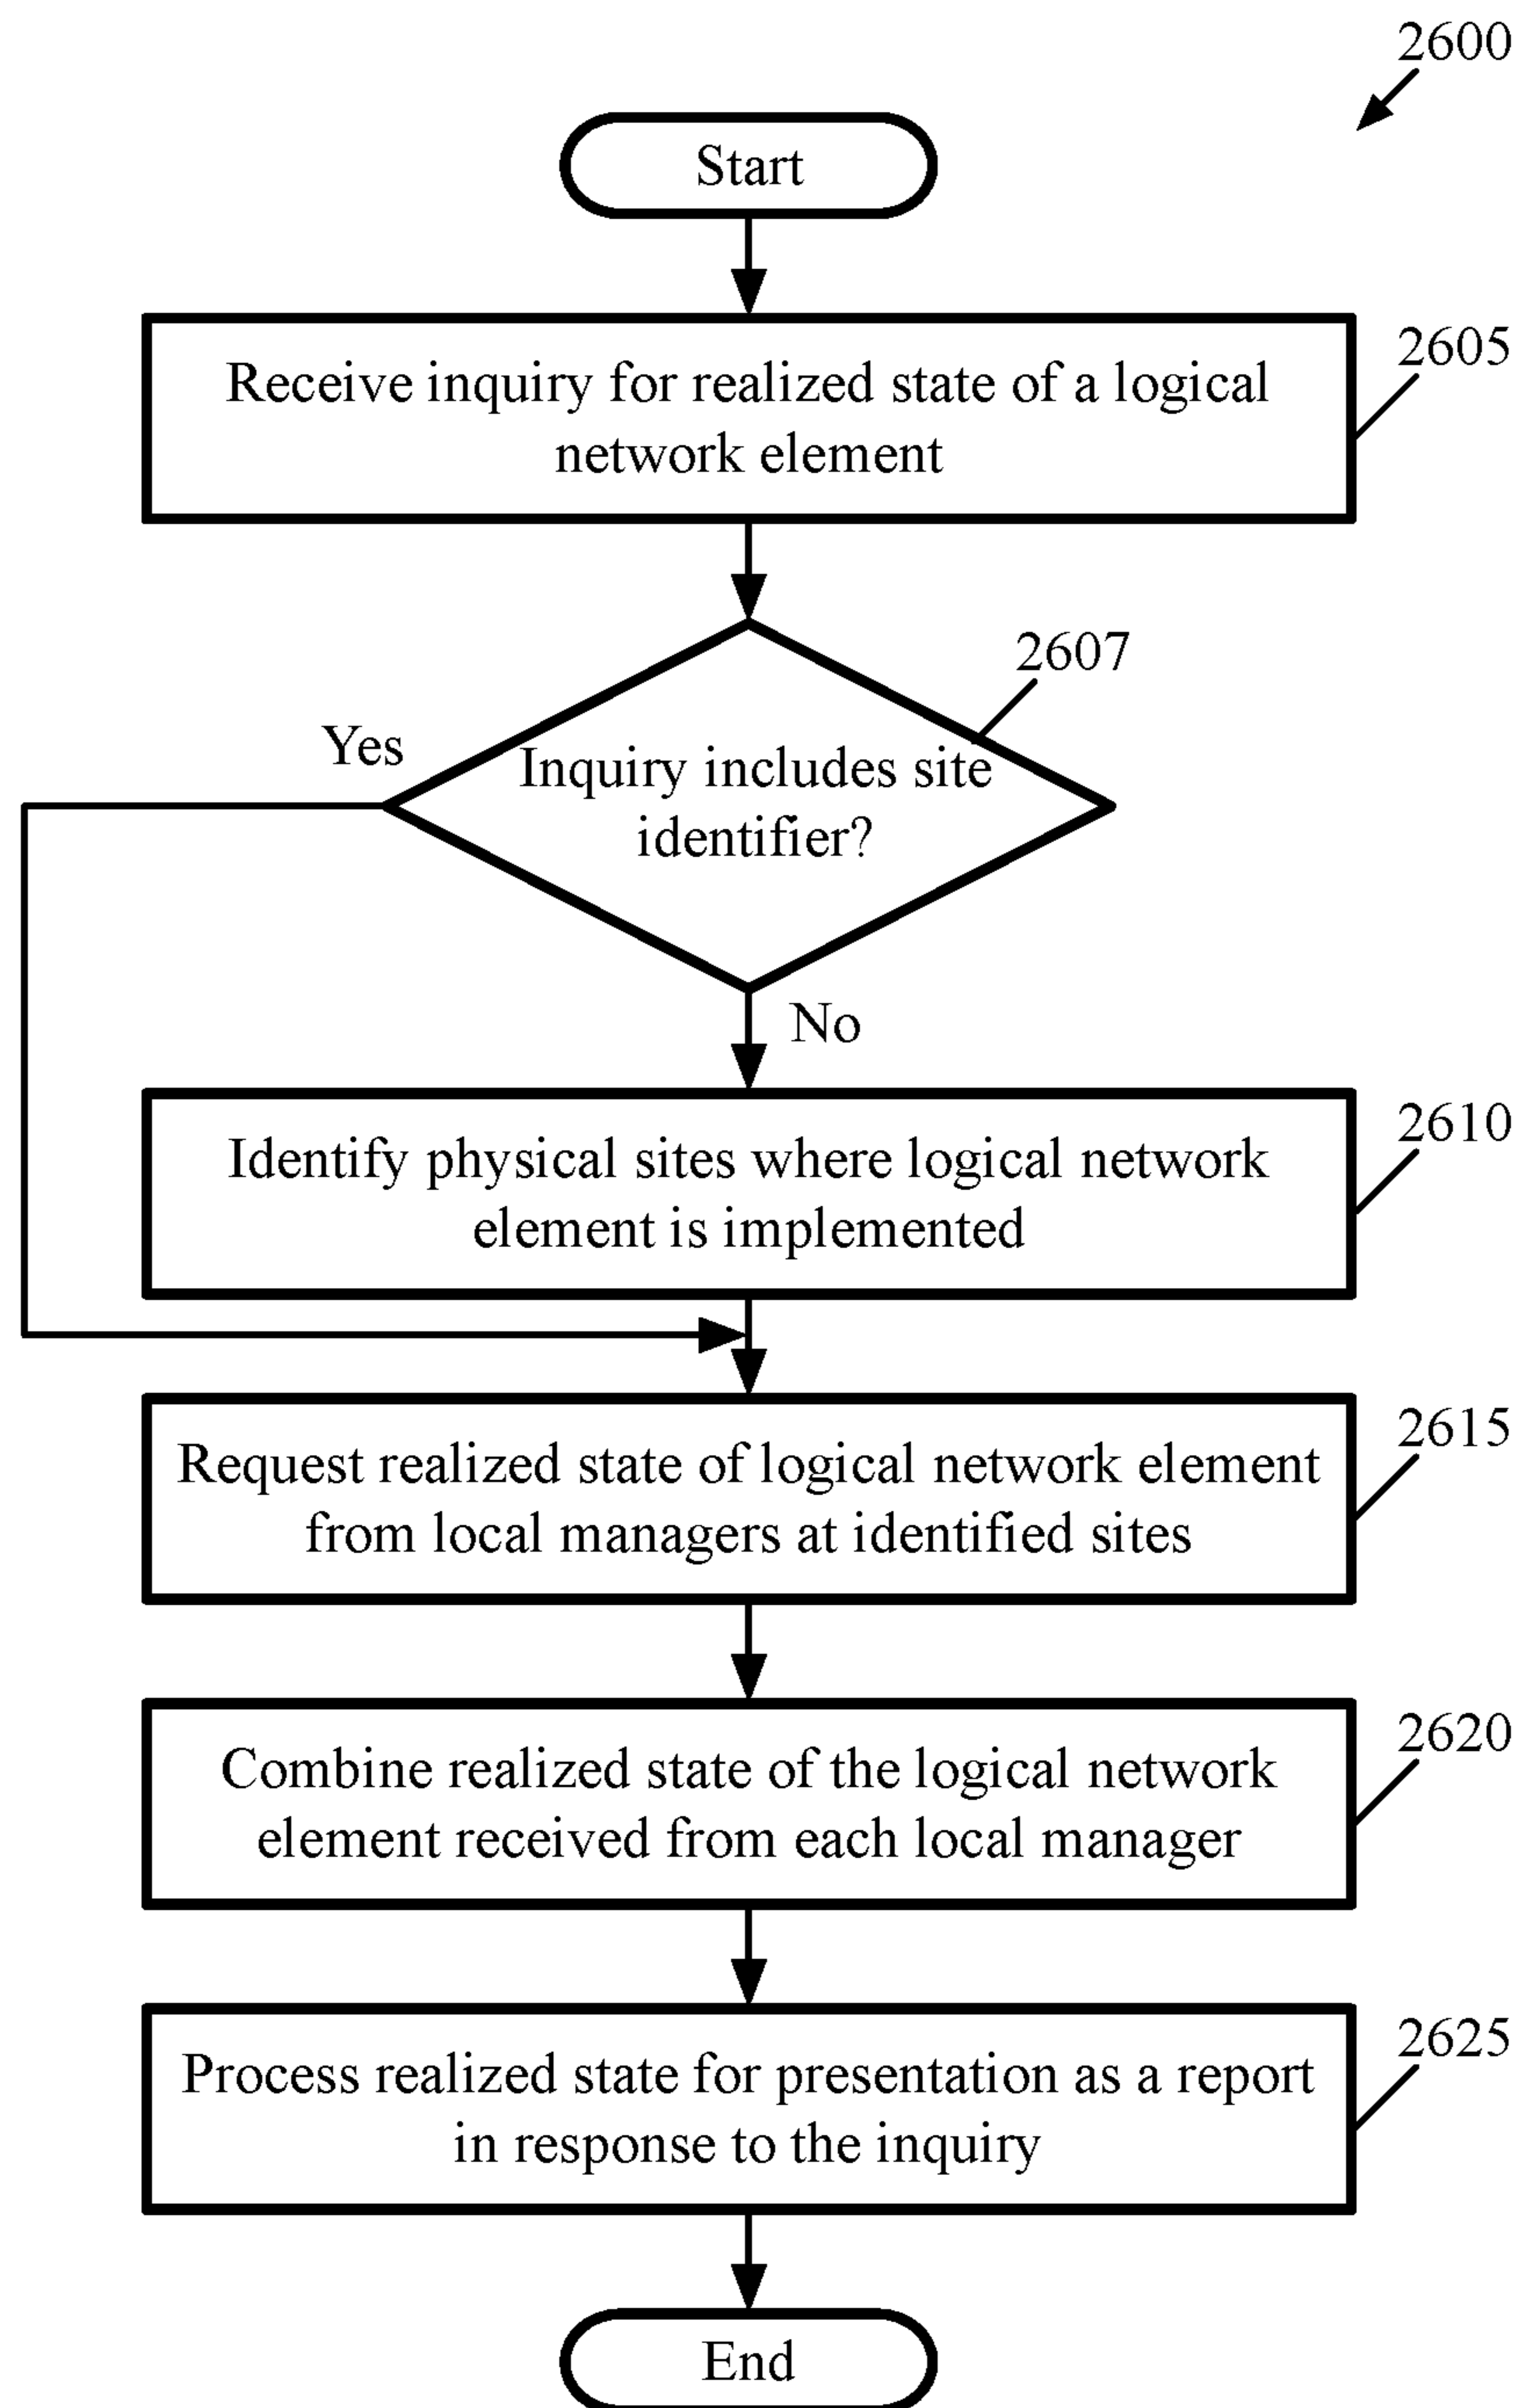 2600
Start
Receive inquiry for realized state of a logical
network element
2605
2607
Yes
Inquiry includes site
identifier?
No
Identify physical sites where logical network
element is implemented
2610
Request realized state of logical network element
from local managers at identified sites
2615
Combine realized state of the logical network
element received from each local manager
2620
Process realized state for presentation as a report
in response to the inquiry
2625
End